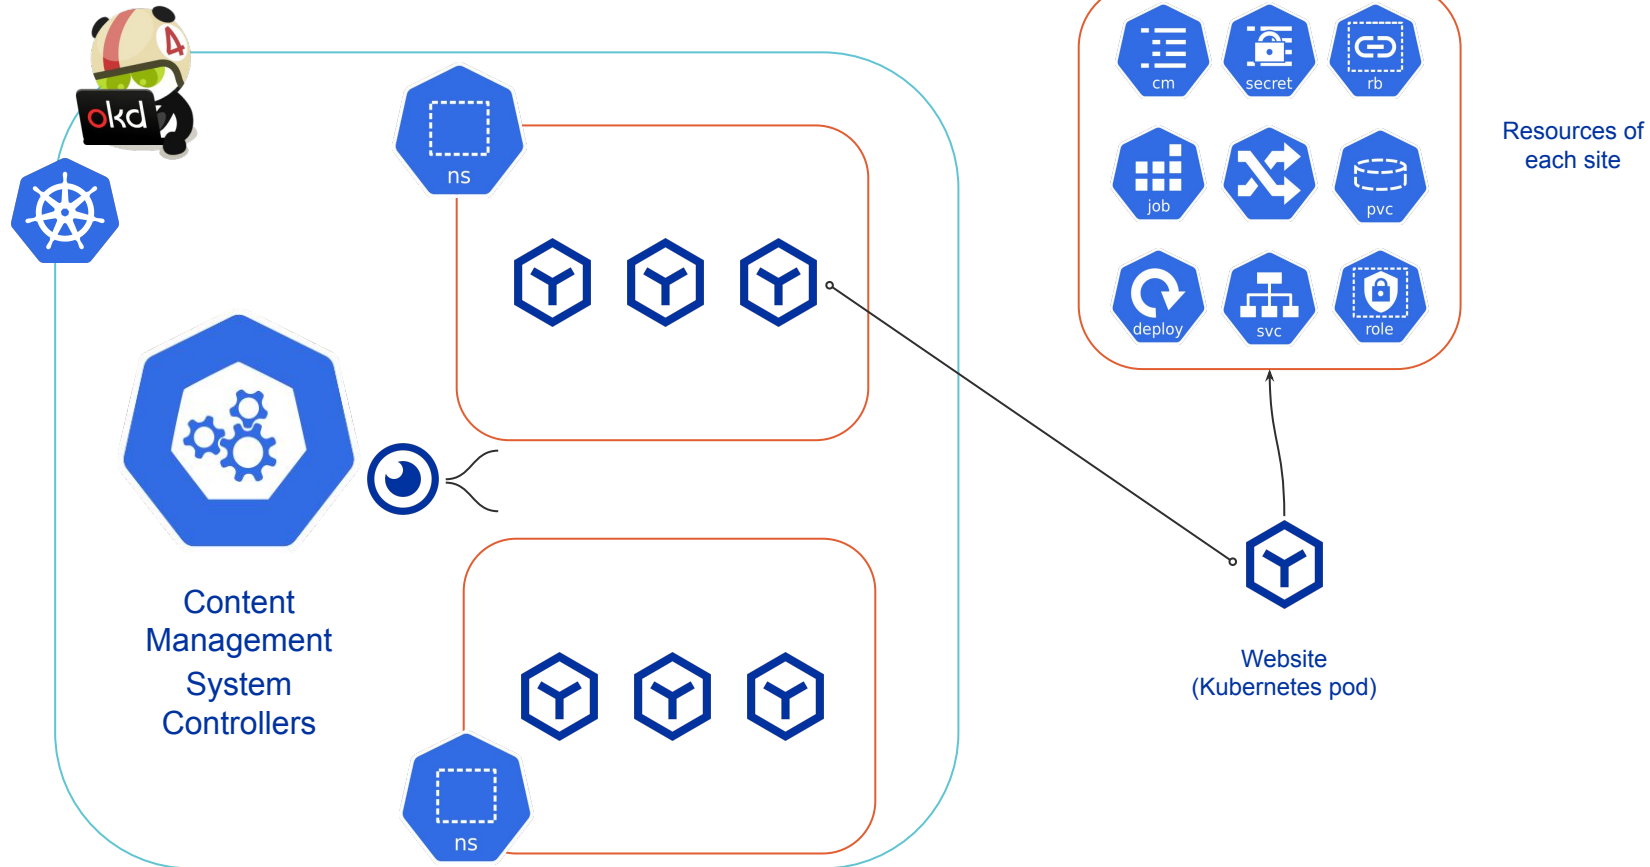 4
okd
ns
Content
Management
System
Controllers
ns
cm
secret
rb
job
pvc
deploy
svc
role
Resources of
each site
Website
(Kubernetes pod)